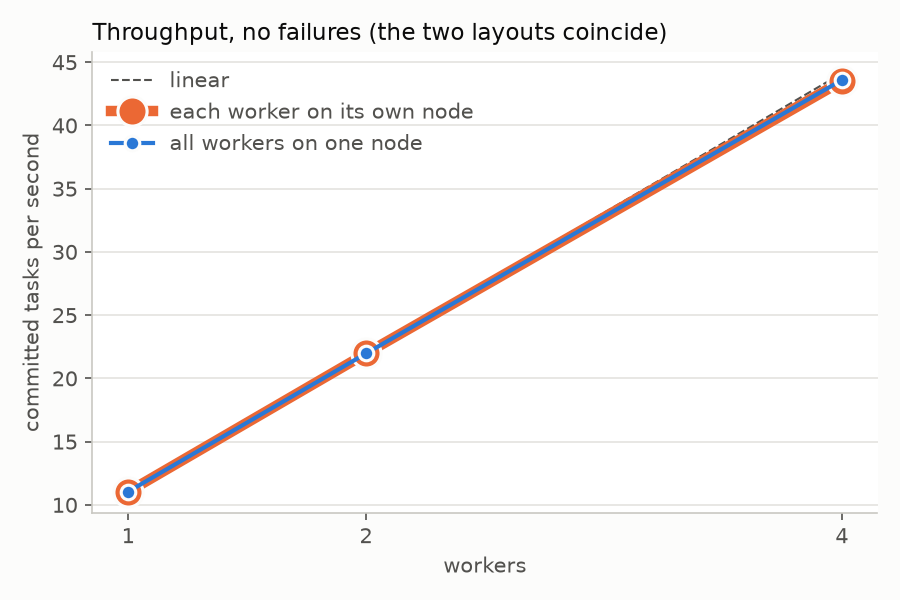 Throughput, no failures (the two layouts coincide)
45
40
35
30
25
20
15
10
committed tasks per second
linear
each worker on its own node
all workers on one node
1 2 4
workers